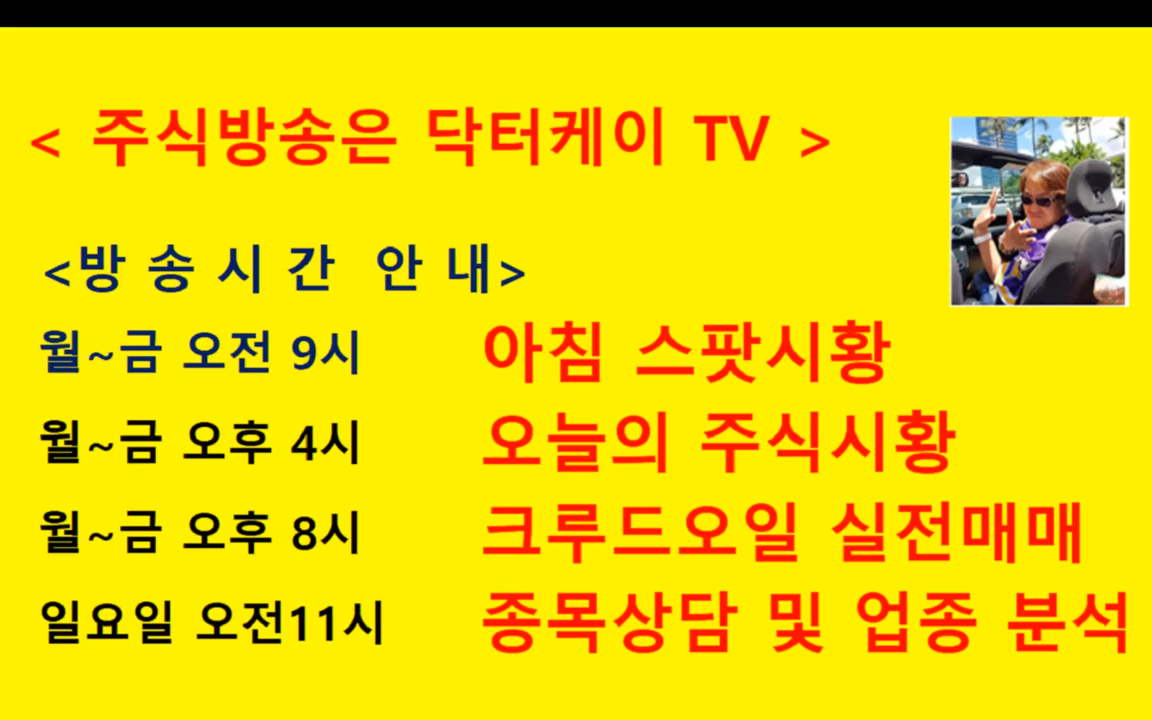 < 주식방송은 닥터케이 TV >
<방 송 시 간 안 내>
월~금 오전 9시 아침 스팟시황
월~금 오후 4시 오늘의 주식시황
월~금 오후 8시 크루드오일 실전매매
일요일 오전11시 종목상담 및 업종 분석